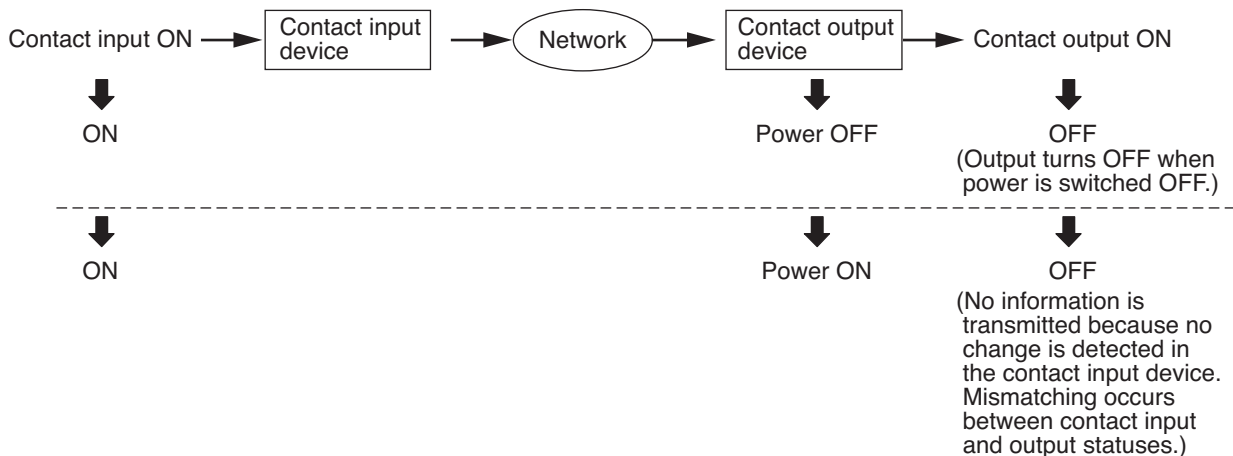 Contact input ON
Contact input
device
Network
Contact output
device
Contact output ON
ON
Power OFF
OFF
(Output turns OFF when
power is switched OFF.)
ON
Power ON
OFF
(No information is
transmitted because no
change is detected in
the contact input device.
Mismatching occurs
between contact input
and output statuses.)